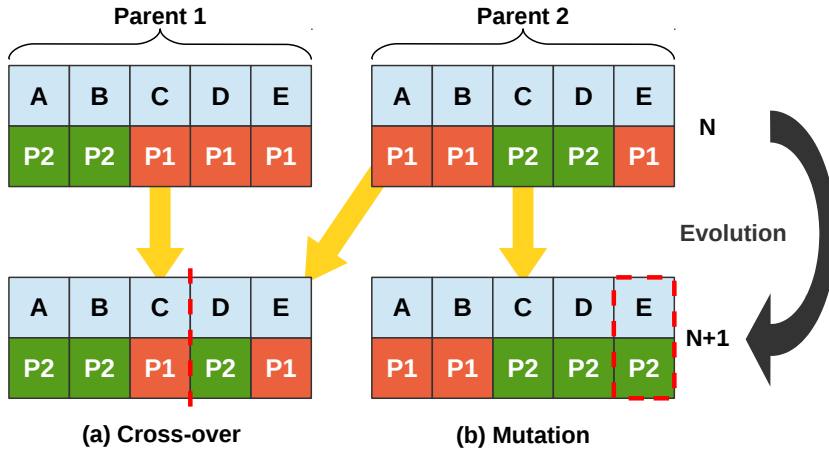 Parent 1 Parent 2
A B C D E A B C D E
N
P2 P2 P1 P1 P1 P1 P1 P2 P2 P1
Evolution
A B C D E A B C D E
N+1
P2 P2 P1 P2 P1 P1 P1 P2 P2 P2
(a) Cross-over (b) Mutation